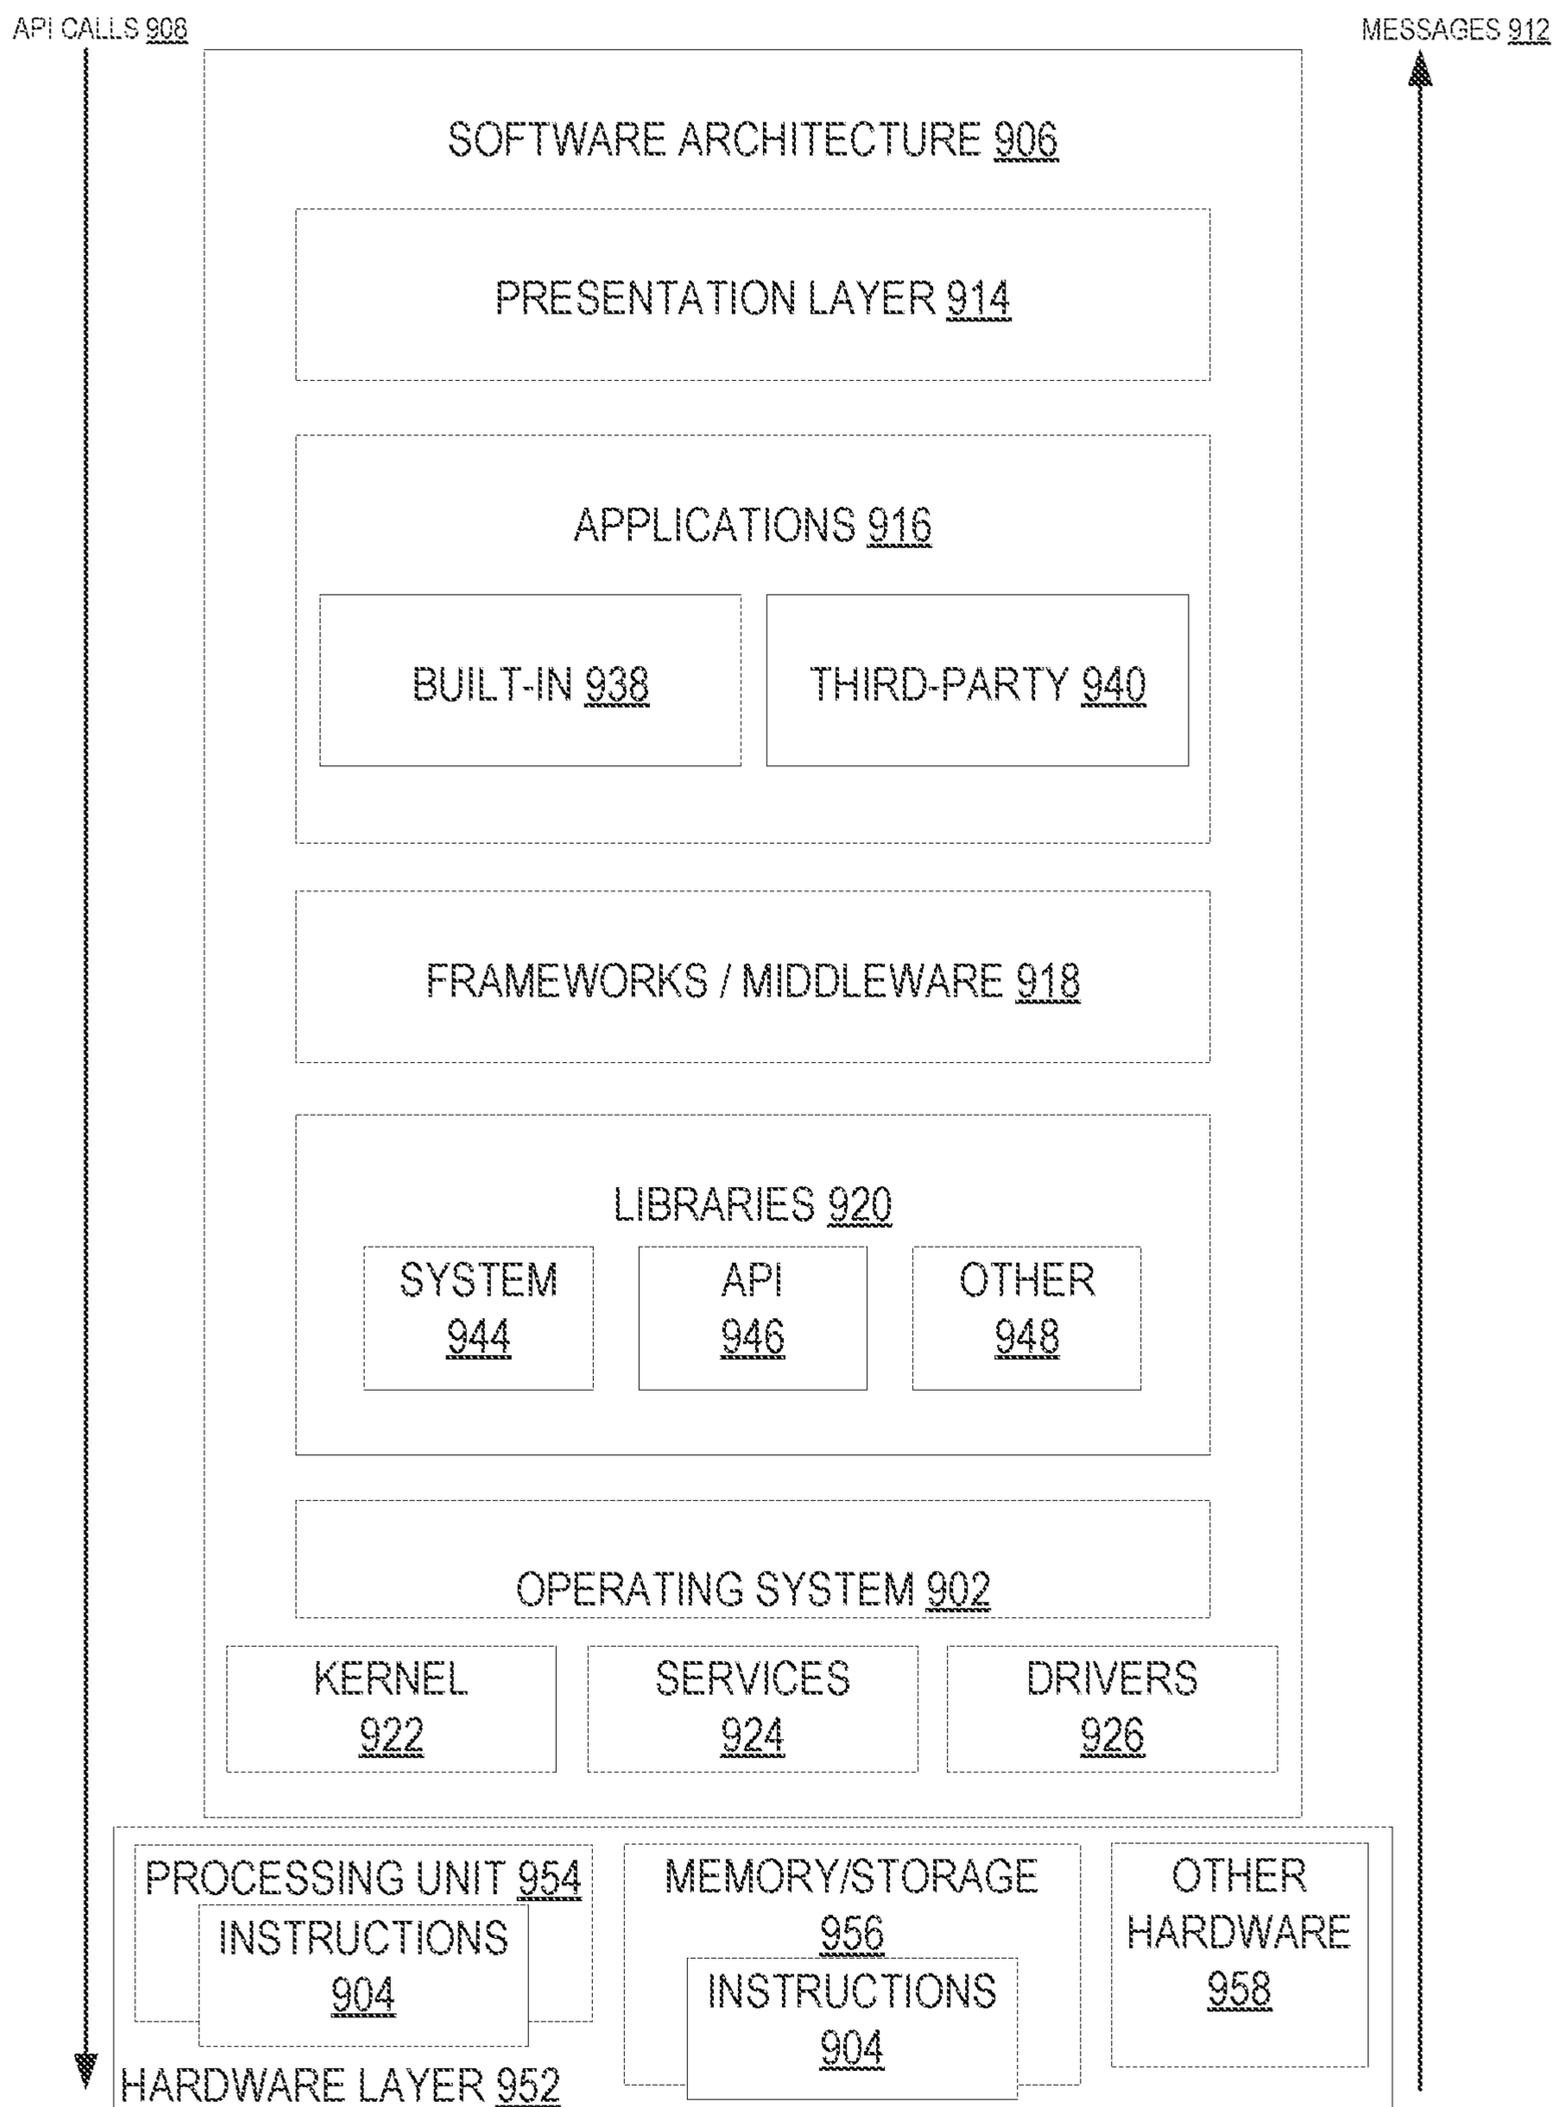 API CALLS 908
MESSAGES 912
SOFTWARE ARCHITECTURE 906
PRESENTATION LAYER 914
APPLICATIONS 916
BUILT-IN 938
THIRD-PARTY 940
FRAMEWORKS / MIDDLEWARE 918
LIBRARIES 920
SYSTEM
944
API
946
OTHER
948
OPERATING SYSTEM 902
KERNEL
922
SERVICES
924
DRIVERS
926
PROCESSING UNIT 954
INSTRUCTIONS
904
MEMORY/STORAGE
956
INSTRUCTIONS
904
OTHER
HARDWARE
958
HARDWARE LAYER 952